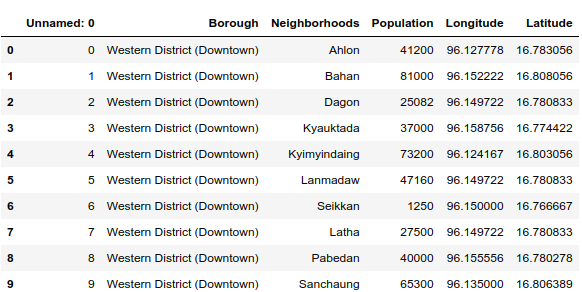 Unnamed: 0 Borough Neighborhoods Population Longitude Latitude
0 0 Western District (Downtown) Ahlon 41200 96.127778 16.783056
1 1 Western District (Downtown) Bahan 81000 96.152222 16.808056
2 2 Western District (Downtown) Dagon 25082 96.149722 16.780833
3 3 Western District (Downtown) Kyauktada 37000 96.158756 16.774422
4 4 Western District (Downtown) Kyimyindaing 73200 96.124167 16.803056
5 5 Western District (Downtown) Lanmadaw 47160 96.149722 16.780833
6 6 Western District (Downtown) Seikkan 1250 96.150000 16.766667
7 7 Western District (Downtown) Latha 27500 96.149722 16.780833
8 8 Western District (Downtown) Pabedan 40000 96.155556 16.780278
9 9 Western District (Downtown) Sanchaung 65300 96.135000 16.806389